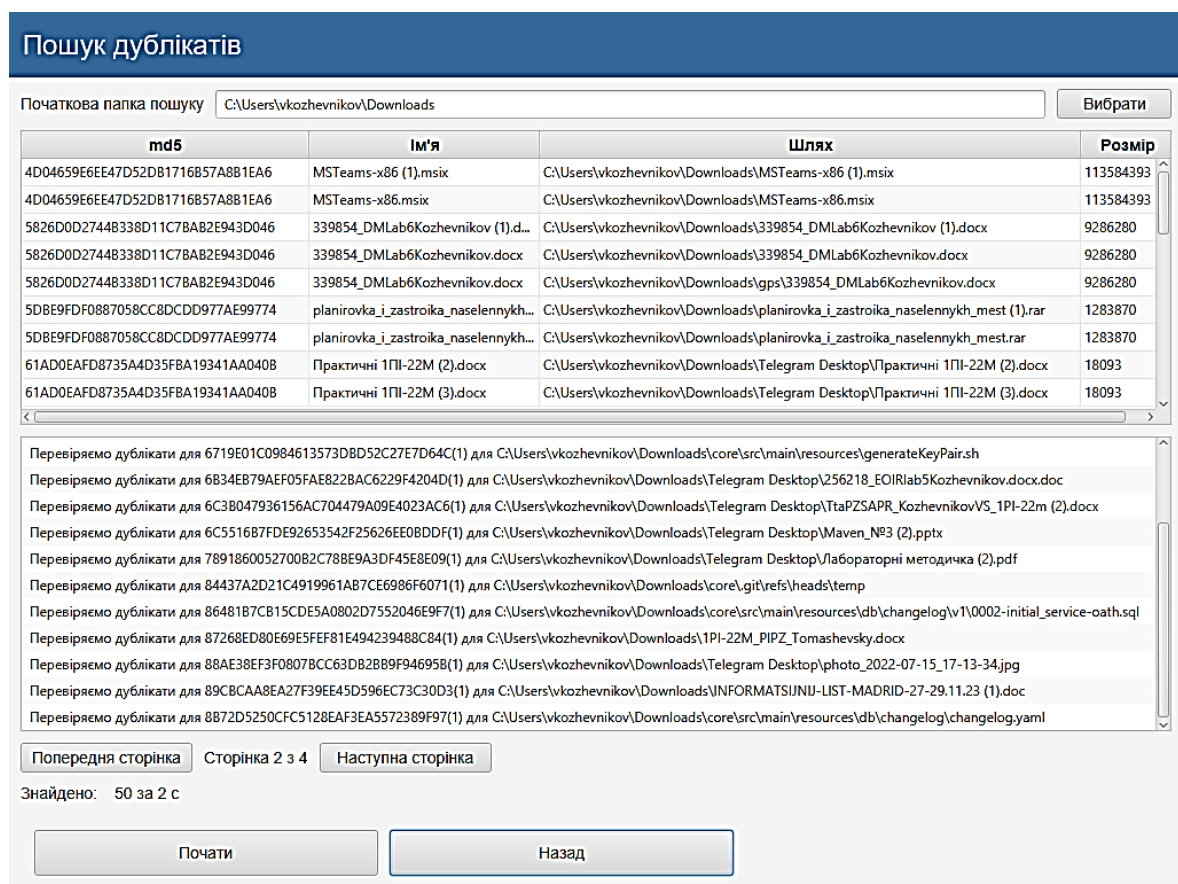 Пошук дублікатів
Початкова папка пошуку C:\Users\vkozhevnikov\Downloads Вибрати
md5 Ім'я Шлях Розмір
4D04659E6EE47D52DB1716B57A8B1EA6 MSTeams-x86 (1).msix C:\Users\vkozhevnikov\Downloads\MSTeams-x86 (1).msix 113584393
4D04659E6EE47D52DB1716B57A8B1EA6 MSTeams-x86.msix C:\Users\vkozhevnikov\Downloads\MSTeams-x86.msix 113584393
5826D0D2744B338D11C7BAB2E943D046 339854_DMLab6Kozhevnikov (1).d... C:\Users\vkozhevnikov\Downloads\339854_DMLab6Kozhevnikov (1).docx 9286280
5826D0D2744B338D11C7BAB2E943D046 339854_DMLab6Kozhevnikov.docx C:\Users\vkozhevnikov\Downloads\339854_DMLab6Kozhevnikov.docx 9286280
5826D0D2744B338D11C7BAB2E943D046 339854_DMLab6Kozhevnikov.docx C:\Users\vkozhevnikov\Downloads\gps\339854_DMLab6Kozhevnikov.docx 9286280
5DBE9FDF0887058CC8DCDD977AE99774 planirovka_i_zastroika_naselennykh... C:\Users\vkozhevnikov\Downloads\planirovka_i_zastroika_naselennykh_mest (1).rar 1283870
5DBE9FDF0887058CC8DCDD977AE99774 planirovka_i_zastroika_naselennykh... C:\Users\vkozhevnikov\Downloads\planirovka_i_zastroika_naselennykh_mest.rar 1283870
61AD0EAFD8735A4D35FBA19341AA040B Практичні 1ПІ-22М (2).docx C:\Users\vkozhevnikov\Downloads\Telegram Desktop\Практичні 1ПІ-22М (2).docx 18093
61AD0EAFD8735A4D35FBA19341AA040B Практичні 1ПІ-22М (3).docx C:\Users\vkozhevnikov\Downloads\Telegram Desktop\Практичні 1ПІ-22М (3).docx 18093
Перевіряємо дублікати для 6719E01C0984613573DBD52C27E7D64C(1) для C:\Users\vkozhevnikov\Downloads\core\src\main\resources\generateKeyPair.sh
Перевіряємо дублікати для 6B34EB79AEF05FAE822BAC6229F4204D(1) для C:\Users\vkozhevnikov\Downloads\Telegram Desktop\256218_EOIRlab5Kozhevnikov.docx.doc
Перевіряємо дублікати для 6C3B047936156AC704479A09E4023AC6(1) для C:\Users\vkozhevnikov\Downloads\Telegram Desktop\TtaPZSAPR_KozhevnikovVS_1PI-22m (2).docx
Перевіряємо дублікати для 6C5516B7FDE92653542F25626EE0BDDF(1) для C:\Users\vkozhevnikov\Downloads\Telegram Desktop\Maven_№3 (2).pptx
Перевіряємо дублікати для 7891860052700B2C78BE9A3DF45E8E09(1) для C:\Users\vkozhevnikov\Downloads\Telegram Desktop\Лабораторні методичка (2).pdf
Перевіряємо дублікати для 84437A2D21C4919961AB7CE6986F6071(1) для C:\Users\vkozhevnikov\Downloads\core\.git\refs\heads\temp
Перевіряємо дублікати для 86481B7CB15CDE5A0802D7552046E9F7(1) для C:\Users\vkozhevnikov\Downloads\core\src\main\resources\db\changelog\v1\0002-initial_service-oath.sql
Перевіряємо дублікати для 87268ED80E69E5FEF81E494239488C84(1) для C:\Users\vkozhevnikov\Downloads\1PI-22M_PIPZ_Tomashevsky.docx
Перевіряємо дублікати для 88AE38EF3F0807BCC63DB2BB9F94695B(1) для C:\Users\vkozhevnikov\Downloads\Telegram Desktop\photo_2022-07-15_17-13-34.jpg
Перевіряємо дублікати для 89CBCAA8EA27F39EE45D596EC73C30D3(1) для C:\Users\vkozhevnikov\Downloads\INFORMATSIJNIJ-LIST-MADRID-27-29.11.23 (1).doc
Перевіряємо дублікати для 8B72D5250CFC5128EAF3EA5572389F97(1) для C:\Users\vkozhevnikov\Downloads\core\src\main\resources\db\changelog\changelog.yaml
Попередня сторінка Сторінка 2 з 4 Наступна сторінка
Знайдено: 50 за 2 с
Почати Назад